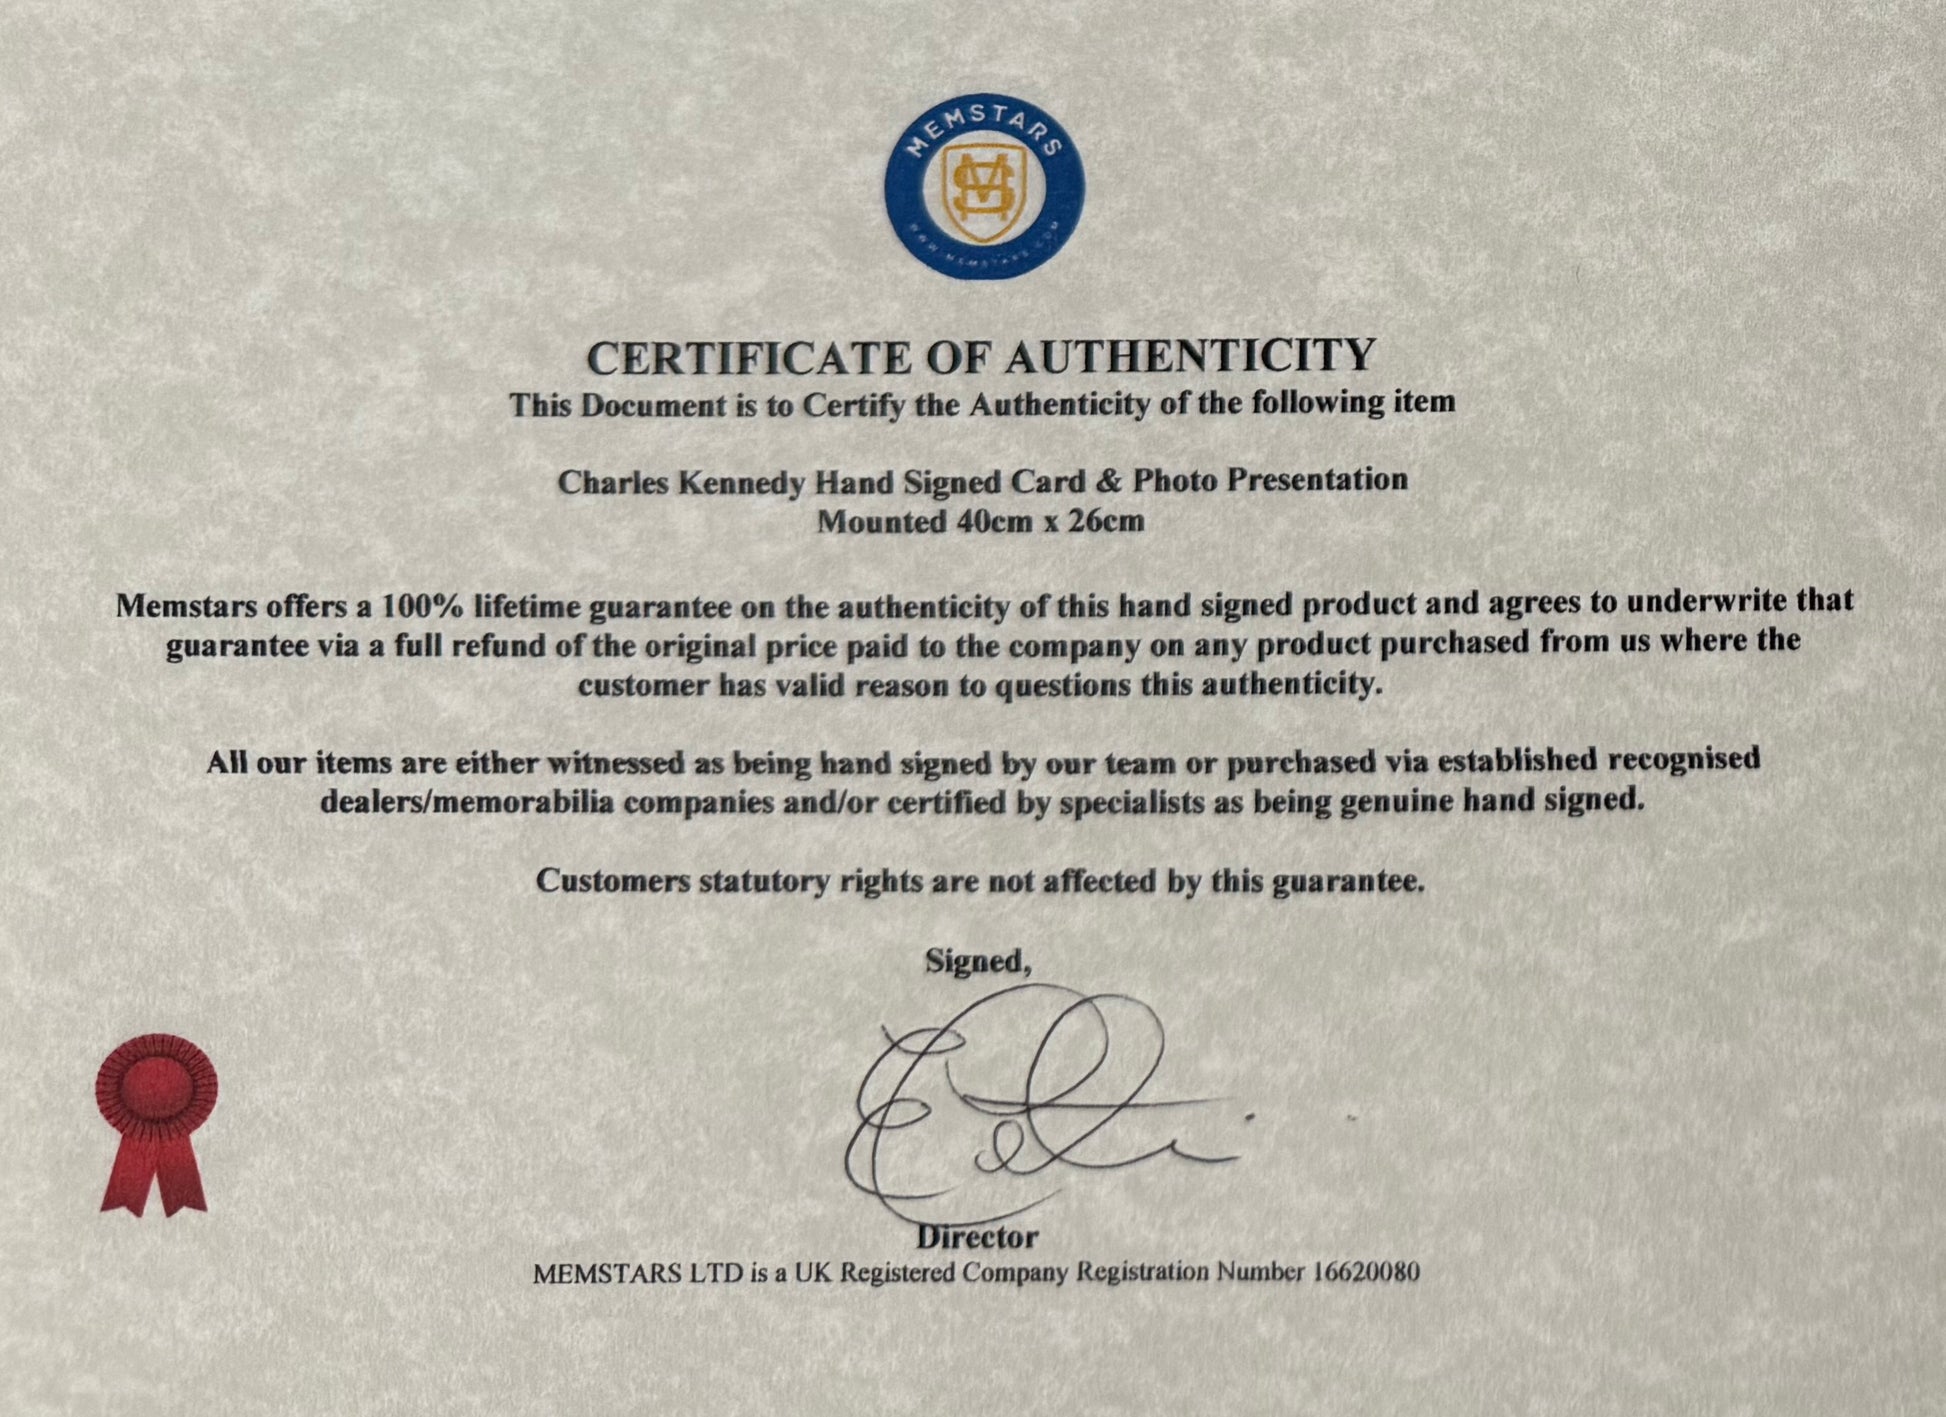 MEMSTARS
WWW.MEMSTARS.COM
CERTIFICATE OF AUTHENTICITY
This Document is to Certify the Authenticity of the following item
Charles Kennedy Hand Signed Card & Photo Presentation
Mounted 40cm x 26cm
Memstars offers a 100% lifetime guarantee on the authenticity of this hand signed product and agrees to underwrite that
guarantee via a full refund of the original price paid to the company on any product purchased from us where the
customer has valid reason to questions this authenticity.
All our items are either witnessed as being hand signed by our team or purchased via established recognised
dealers/memorabilia companies and/or certified by specialists as being genuine hand signed.
Customers statutory rights are not affected by this guarantee.
Signed,
Director
MEMSTARS LTD is a UK Registered Company Registration Number 16620080